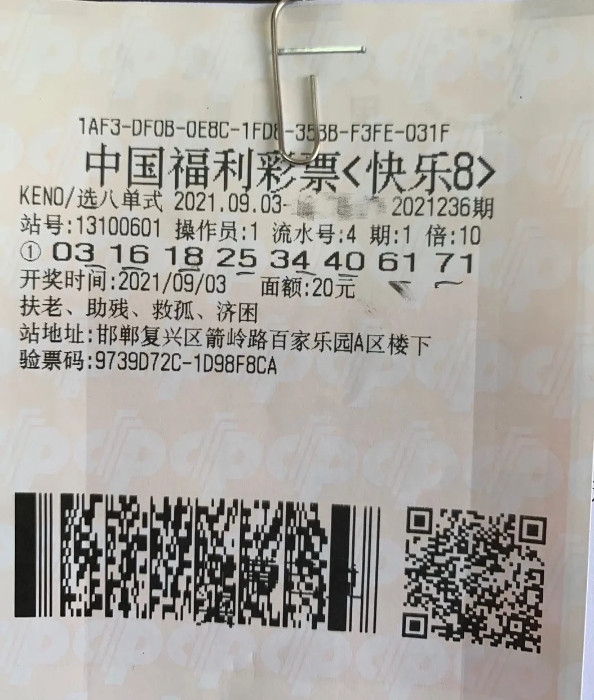 1AF3-DF0B-0E8C-1FD8-35BB-F3FE-031F
中国福利彩票<快乐8>
KENO/选八单式 2021.09.03- 2021236期
站号:13100601 操作员:1 流水号:4 期:1 倍:10
① 03 16 18 25 34 40 61 71
开奖时间:2021/09/03 面额:20元
扶老、助残、救孤、济困
站地址:邯郸复兴区箭岭路百家乐园A区楼下
验票码:9739D72C-1D98F8CA